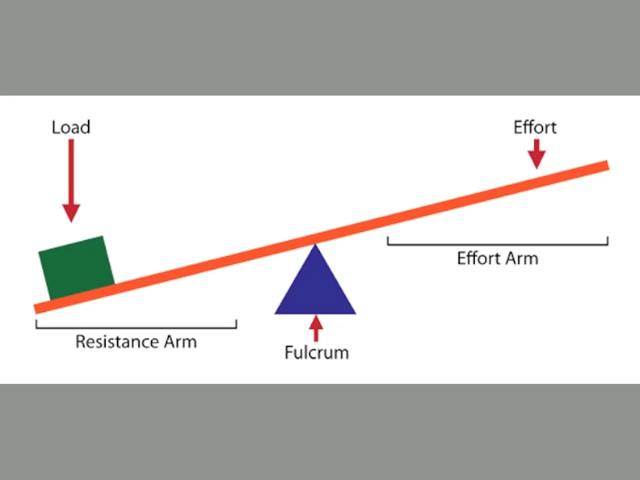 Load
Effort
Effort Arm
Resistance Arm
Fulcrum